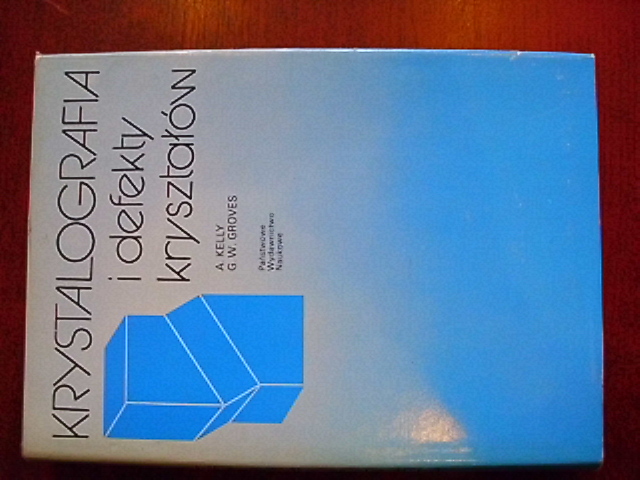 KRYSTALOGRAFIA
i defekty
kryształów
A. KELLY
G. W. GROVES
Państwowe
Wydawnictwo
Naukowe